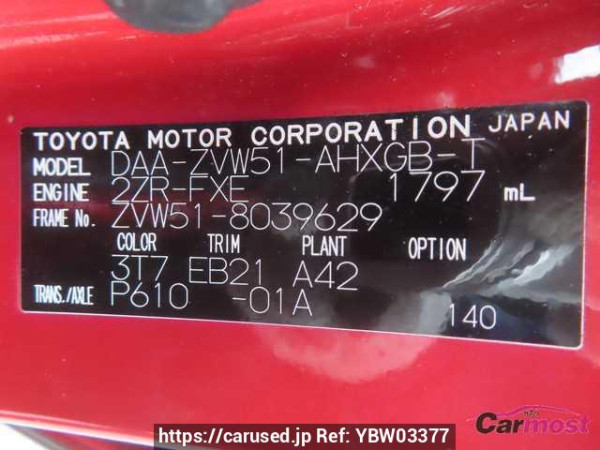 TOYOTA MOTOR CORPORATION JAPAN
MODEL DAA-ZVW51-AHXGB-T
ENGINE 2ZR-FXE 1797 mL
FRAME No. ZVW51-8039629
COLOR TRIM PLANT OPTION
3T7 EB21 A42
TRANS./AXLE P610 -01A
140
Carmost
https://carused.jp Ref: YBW03377